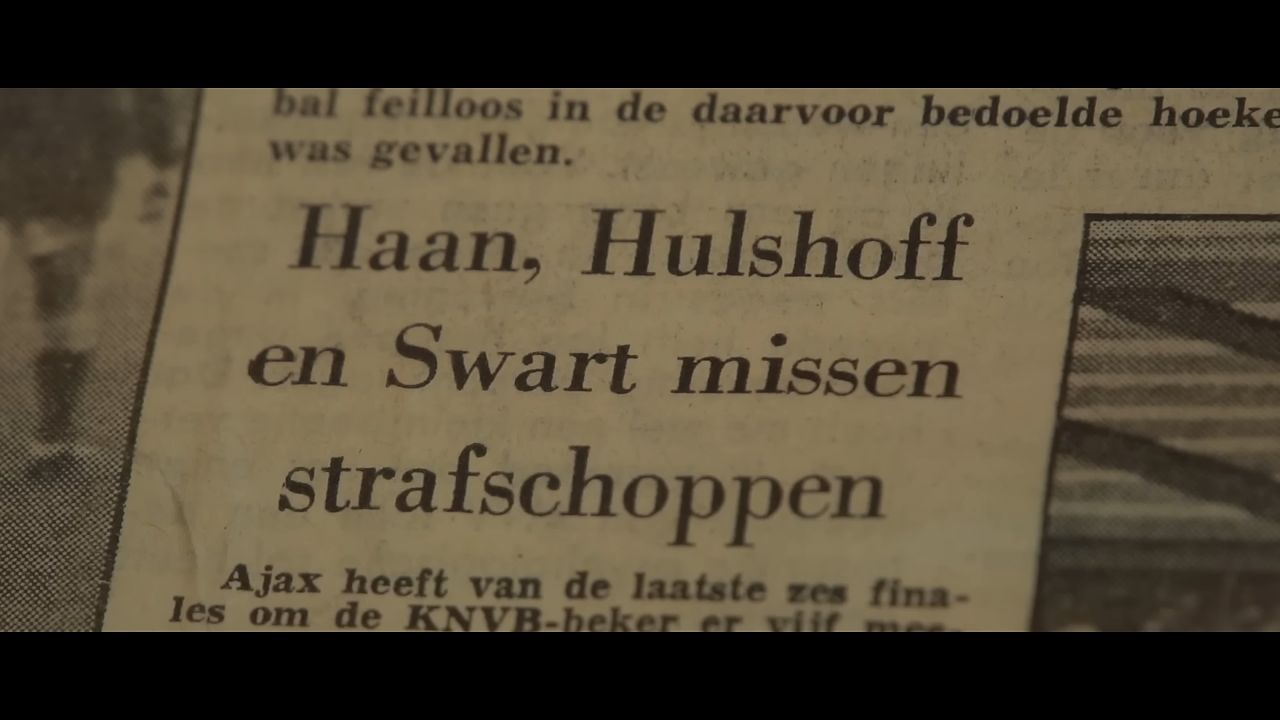 bal feilloos in de daarvoor bedoelde hoeke
was gevallen.
Haan, Hulshoff
en Swart missen
strafschoppen
Ajax heeft van de laatste zes fina-
les om de KNVB-beker er vijf mee-